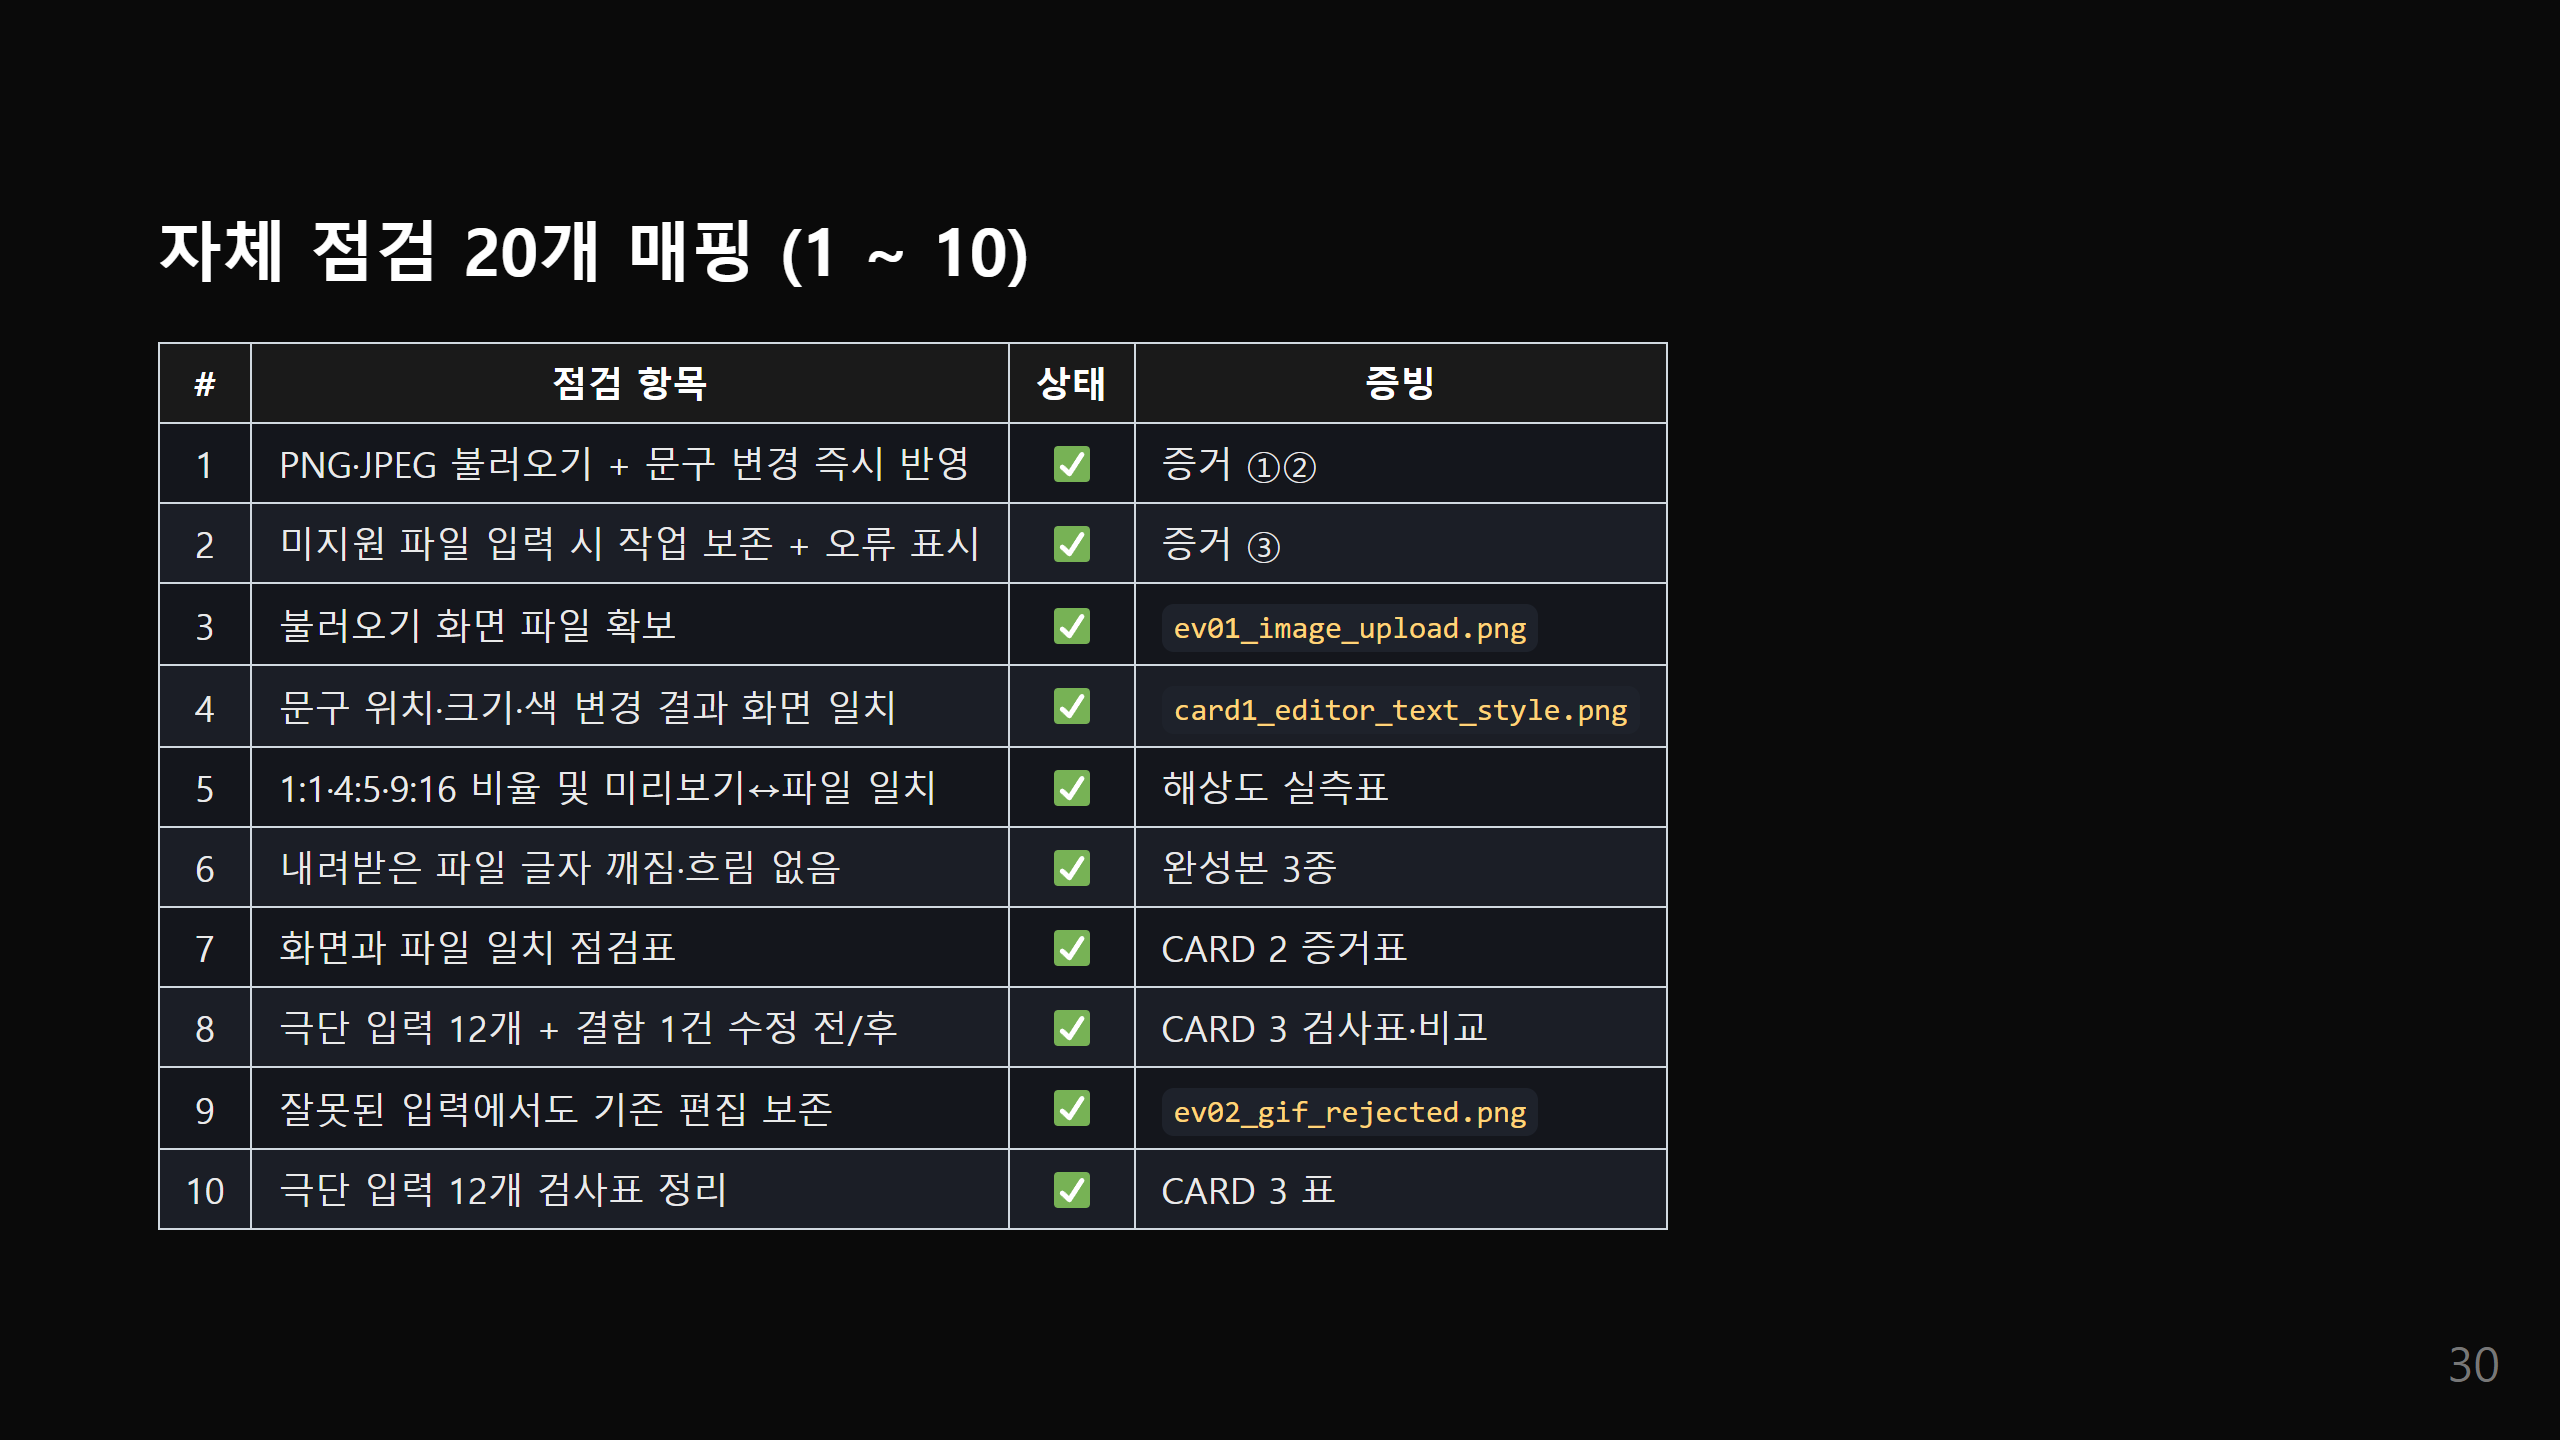 자체 점검 20개 매핑 (1 ~ 10)
# 점검 항목 상태 증빙
1 PNG·JPEG 불러오기 + 문구 변경 즉시 반영 ✅ 증거 ①②
2 미지원 파일 입력 시 작업 보존 + 오류 표시 ✅ 증거 ③
3 불러오기 화면 파일 확보 ✅ ev01_image_upload.png
4 문구 위치·크기·색 변경 결과 화면 일치 ✅ card1_editor_text_style.png
5 1:1·4:5·9:16 비율 및 미리보기↔파일 일치 ✅ 해상도 실측표
6 내려받은 파일 글자 깨짐·흐림 없음 ✅ 완성본 3종
7 화면과 파일 일치 점검표 ✅ CARD 2 증거표
8 극단 입력 12개 + 결함 1건 수정 전/후 ✅ CARD 3 검사표·비교
9 잘못된 입력에서도 기존 편집 보존 ✅ ev02_gif_rejected.png
10 극단 입력 12개 검사표 정리 ✅ CARD 3 표
30